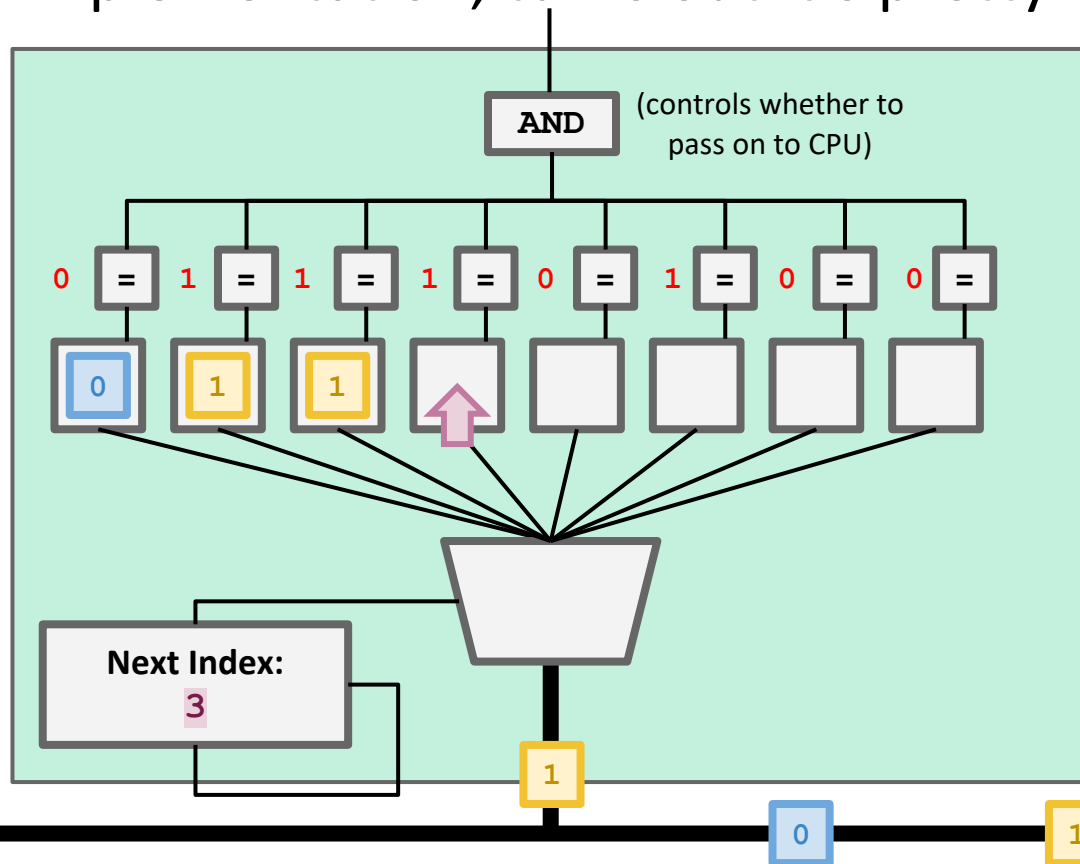 AND
(controls whether to
pass on to CPU)
0 = 1 = 1 = 1 = 0 = 1 = 0 = 0 =
0 1 1
Next Index:
3
1
0 1